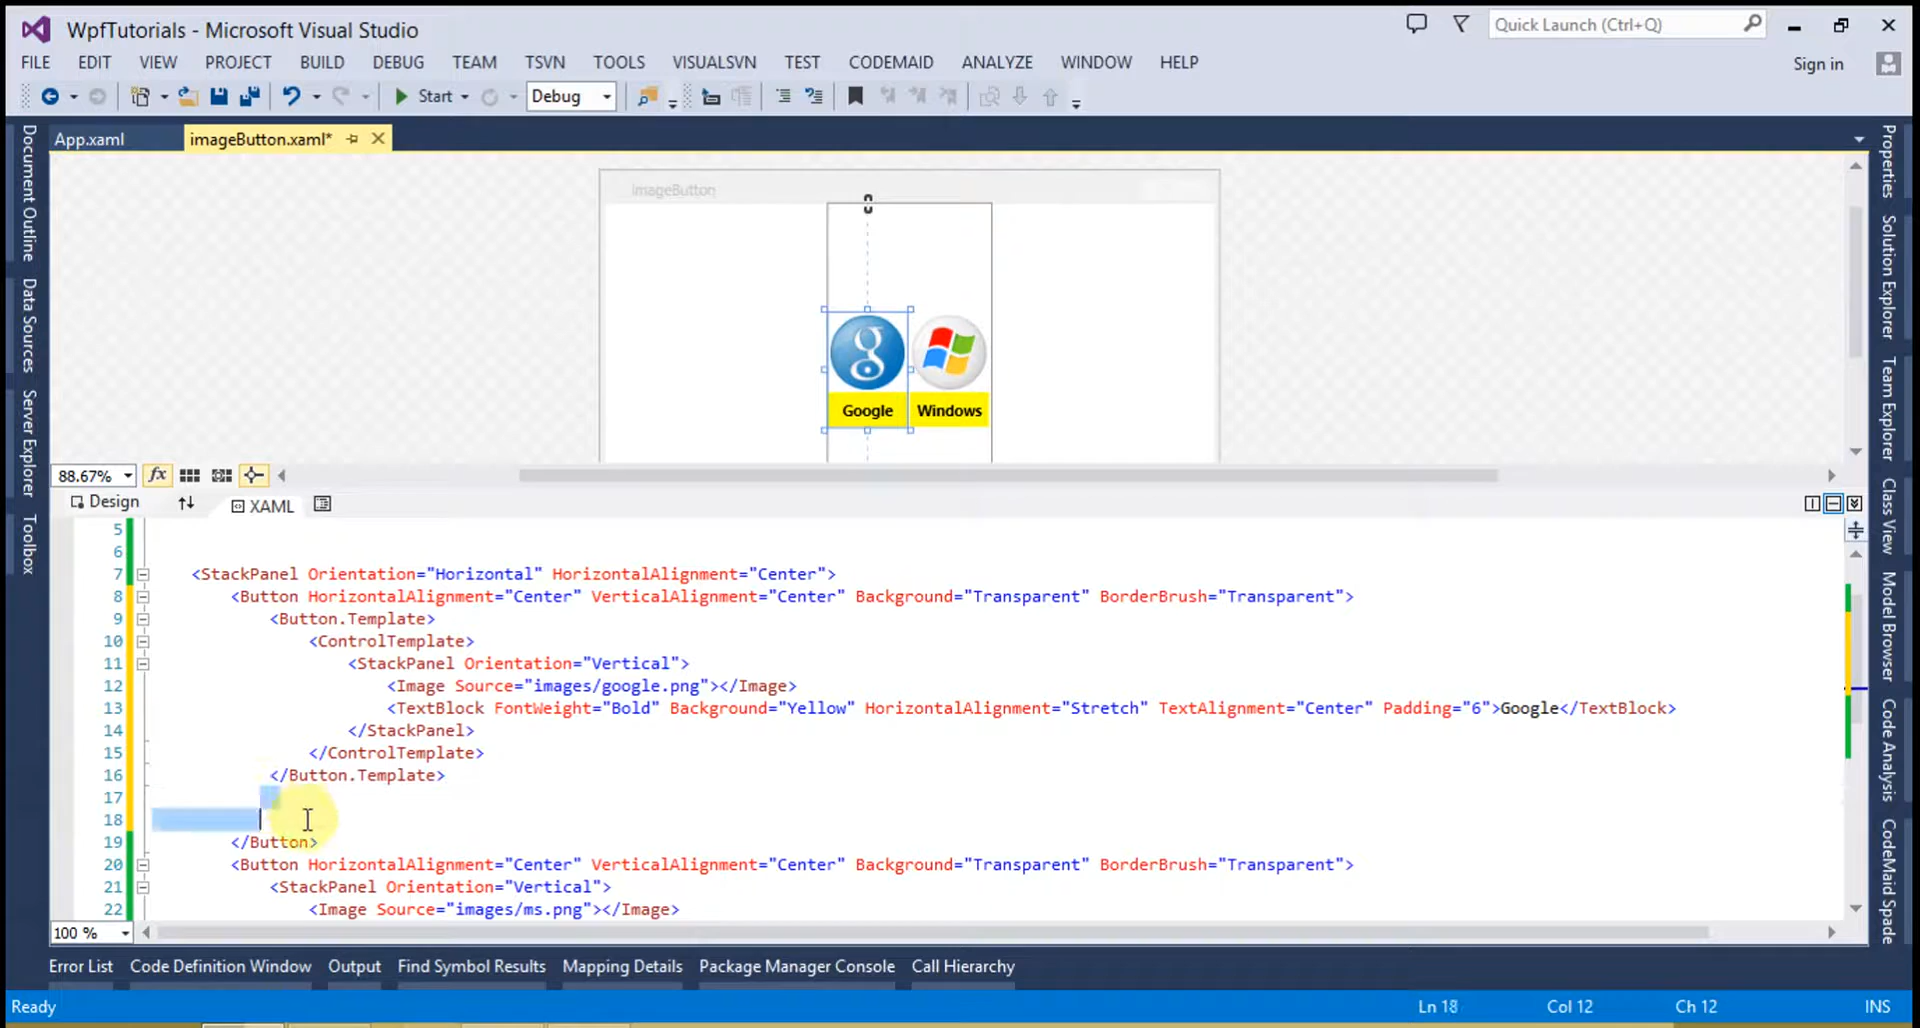 WpfTutorials - Microsoft Visual Studio
Quick Launch (Ctrl+Q)
FILE EDIT VIEW PROJECT BUILD DEBUG TEAM TSVN TOOLS VISUALSVN TEST CODEMAID ANALYZE WINDOW HELP
Sign in
Start Debug
App.xaml imageButton.xaml*
Document Outline
Data Sources
Server Explorer
Toolbox
imageButton
Google Windows
88.67% fx
Design XAML
5
6
7 <StackPanel Orientation="Horizontal" HorizontalAlignment="Center">
8 <Button HorizontalAlignment="Center" VerticalAlignment="Center" Background="Transparent" BorderBrush="Transparent">
9 <Button.Template>
10 <ControlTemplate>
11 <StackPanel Orientation="Vertical">
12 <Image Source="images/google.png"></Image>
13 <TextBlock FontWeight="Bold" Background="Yellow" HorizontalAlignment="Stretch" TextAlignment="Center" Padding="6">Google</TextBlock>
14 </StackPanel>
15 </ControlTemplate>
16 </Button.Template>
17
18
19 </Button>
20 <Button HorizontalAlignment="Center" VerticalAlignment="Center" Background="Transparent" BorderBrush="Transparent">
21 <StackPanel Orientation="Vertical">
22 <Image Source="images/ms.png"></Image>
100 %
Properties
Solution Explorer
Team Explorer
Class View
Model Browser
Code Analysis
CodeMaid Spade
Error List Code Definition Window Output Find Symbol Results Mapping Details Package Manager Console Call Hierarchy
Ready Ln 18 Col 12 Ch 12 INS